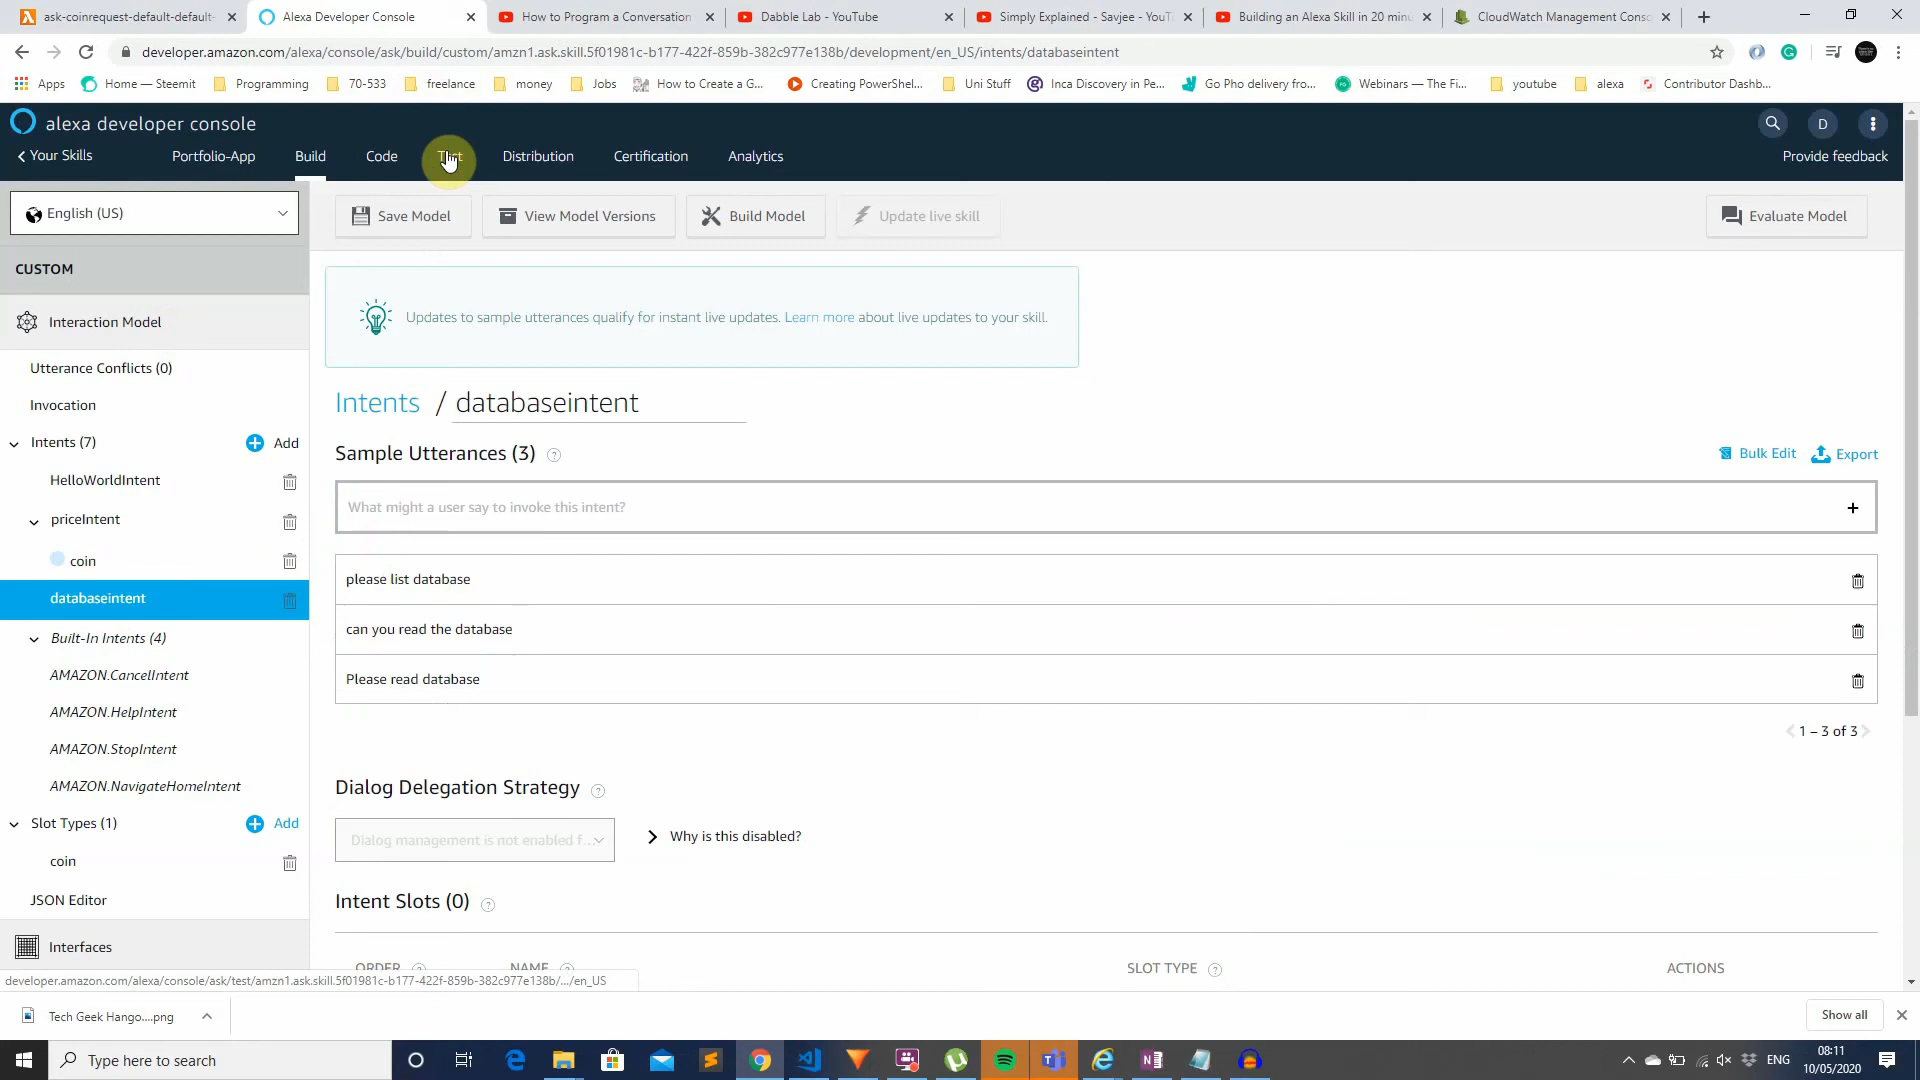 ask-coinrequest-default-default-
Alexa Developer Console
How to Program a Conversation
Dabble Lab - YouTube
Simply Explained - Savjee - YouT
Building an Alexa Skill in 20 min
CloudWatch Management Cons
developer.amazon.com/alexa/console/ask/build/custom/amzn1.ask.skill.5f01981c-b177-422f-859b-382c977e138b/development/en_US/intents/databaseintent
Apps
Home — Steemit
Programming
70-533
freelance
money
Jobs
How to Create a G...
Creating PowerShel...
Uni Stuff
Inca Discovery in Pe...
Go Pho delivery fro...
Webinars — The Fi...
youtube
alexa
Contributor Dashb...
alexa developer console
D
Your Skills
Portfolio-App
Build
Code
Test
Distribution
Certification
Analytics
Provide feedback
English (US)
Save Model
View Model Versions
Build Model
Update live skill
Evaluate Model
CUSTOM
Interaction Model
Utterance Conflicts (0)
Invocation
Intents (7)
Add
HelloWorldIntent
priceIntent
coin
databaseintent
Built-In Intents (4)
AMAZON.CancelIntent
AMAZON.HelpIntent
AMAZON.StopIntent
AMAZON.NavigateHomeIntent
Slot Types (1)
Add
coin
JSON Editor
Interfaces
Updates to sample utterances qualify for instant live updates. Learn more about live updates to your skill.
Intents / databaseintent
Sample Utterances (3) ?
Bulk Edit
Export
What might a user say to invoke this intent?
please list database
can you read the database
Please read database
1 – 3 of 3
Dialog Delegation Strategy ?
Dialog management is not enabled f...
Why is this disabled?
Intent Slots (0) ?
ORDER ?
NAME ?
SLOT TYPE ?
ACTIONS
developer.amazon.com/alexa/console/ask/test/amzn1.ask.skill.5f01981c-b177-422f-859b-382c977e138b/.../en_US
Tech Geek Hango....png
Show all
Type here to search
ENG
08:11
10/05/2020